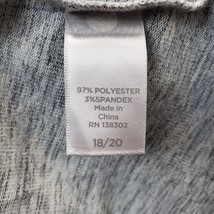 97% POLYESTER
3%SPANDEX
Made in
China
RN 138302
18/20